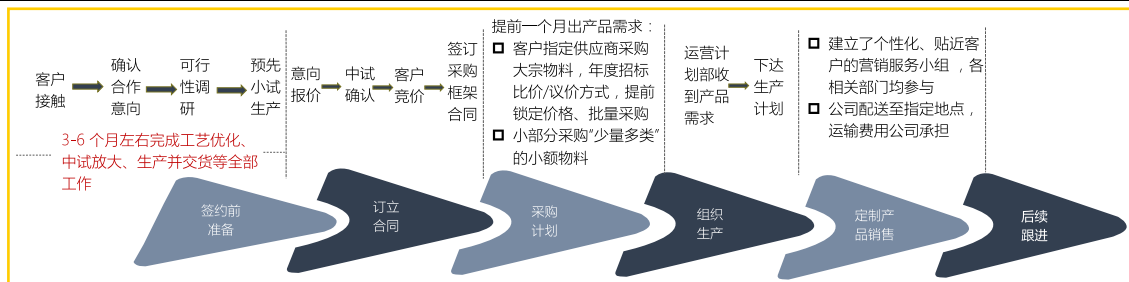 客户
接触
确认
合作
意向
可行
性调
研
预先
小试
生产
3-6 个月左右完成工艺优化、
中试放大、生产并交货等全部
工作
意向
报价
中试
确认
客户
竞价
签订
采购
框架
合同
提前一个月出产品需求：
客户指定供应商采购
大宗物料，年度招标
比价/议价方式，提前
锁定价格、批量采购
小部分采购"少量多类"
的小额物料
运营计
划部收
到产品
需求
下达
生产
计划
建立了个性化、贴近客
户的营销服务小组，各
相关部门均参与
公司配送至指定地点，
运输费用公司承担
签约前
准备
订立
合同
采购
计划
组织
生产
定制产
品销售
后续
跟进